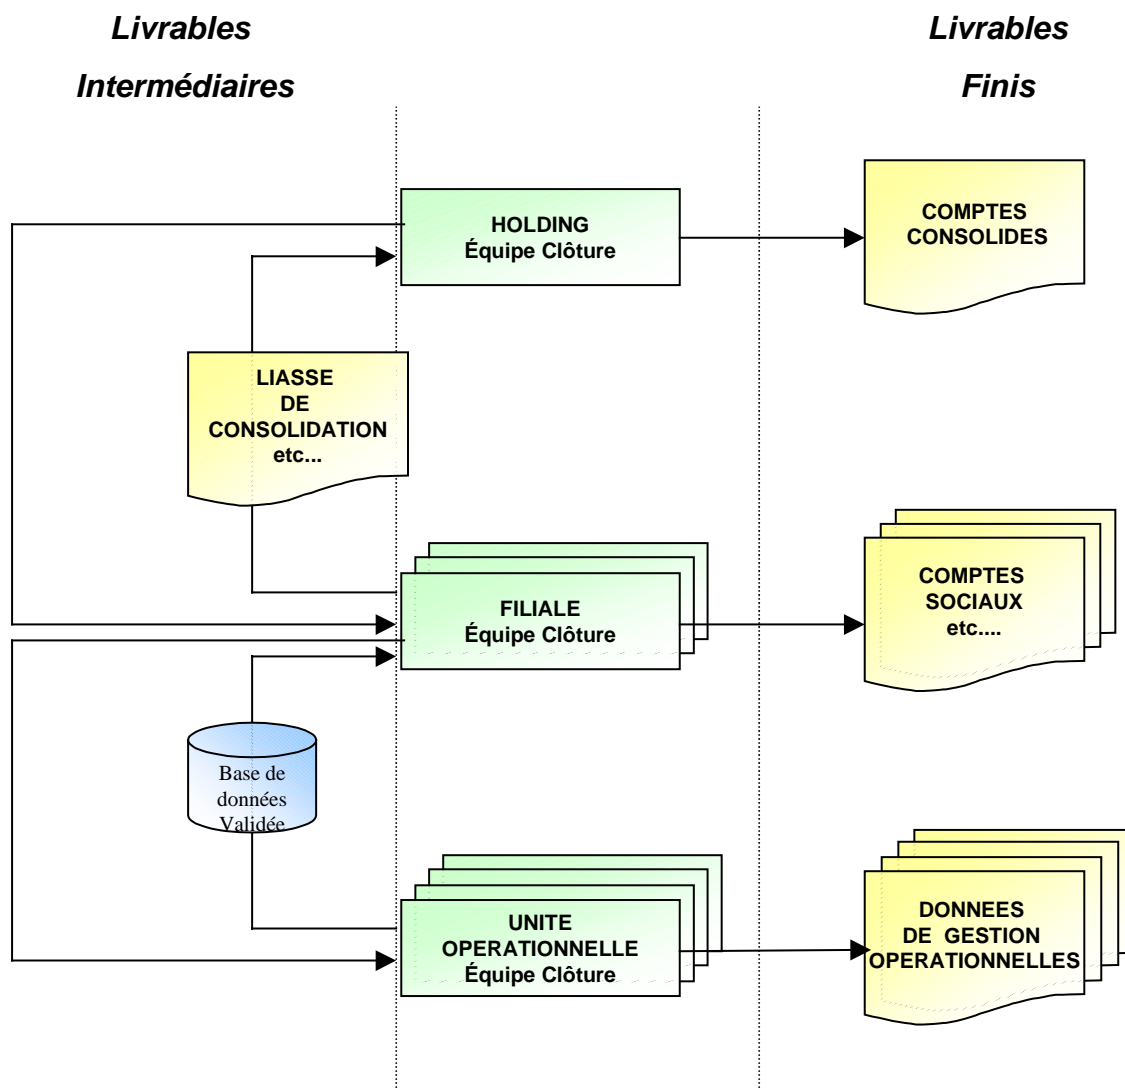 Livrables
Intermédiaires
Livrables
Finis
HOLDING
Équipe Clôture
COMPTES
CONSOLIDES
LIASSE
DE
CONSOLIDATION
etc...
FILIALE
Équipe Clôture
COMPTES
SOCIAUX
etc....
Base de
données
Validée
UNITE
OPERATIONNELLE
Équipe Clôture
DONNEES
DE GESTION
OPERATIONNELLES